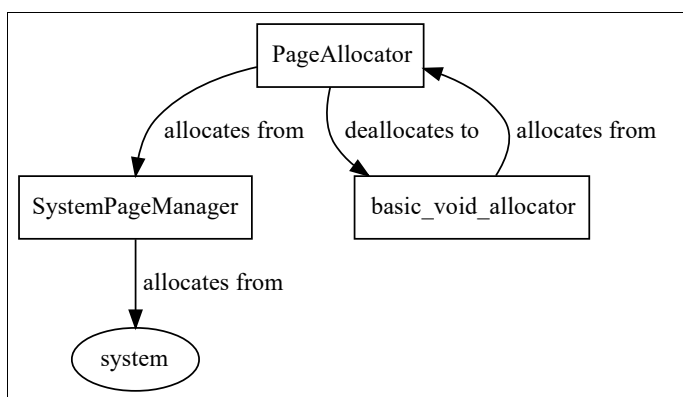 PageAllocator
allocates from
deallocates to
allocates from
SystemPageManager
basic_void_allocator
allocates from
system